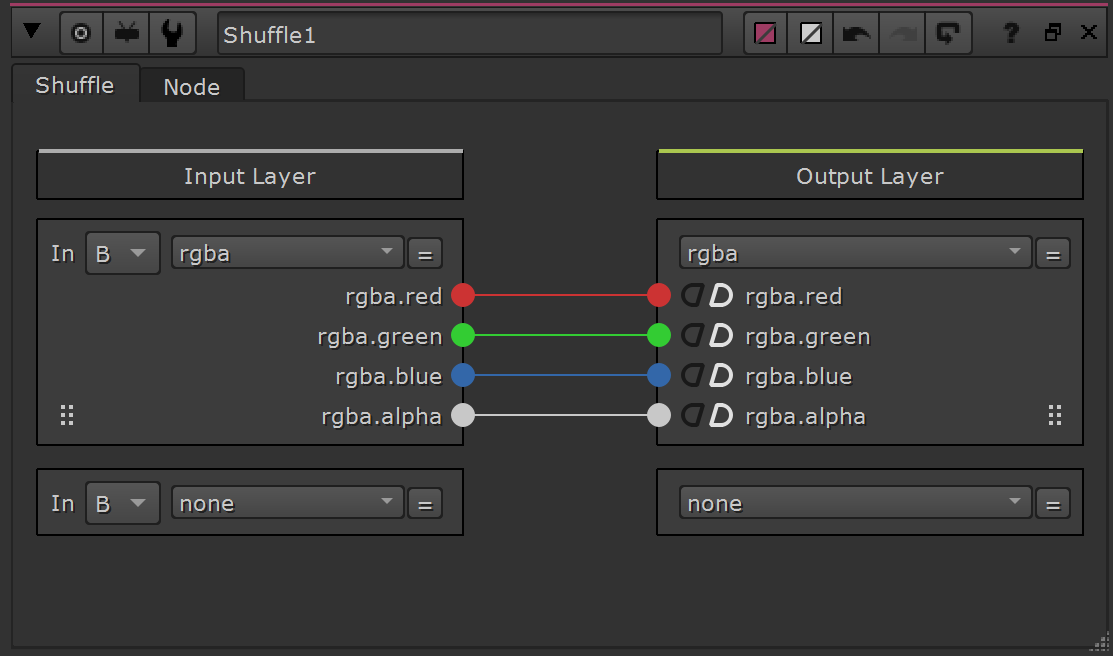 Shuffle1 ?
Shuffle Node
Input Layer Output Layer
In B rgba = rgba =
rgba.red rgba.red
rgba.green rgba.green
rgba.blue rgba.blue
rgba.alpha rgba.alpha
In B none = none =